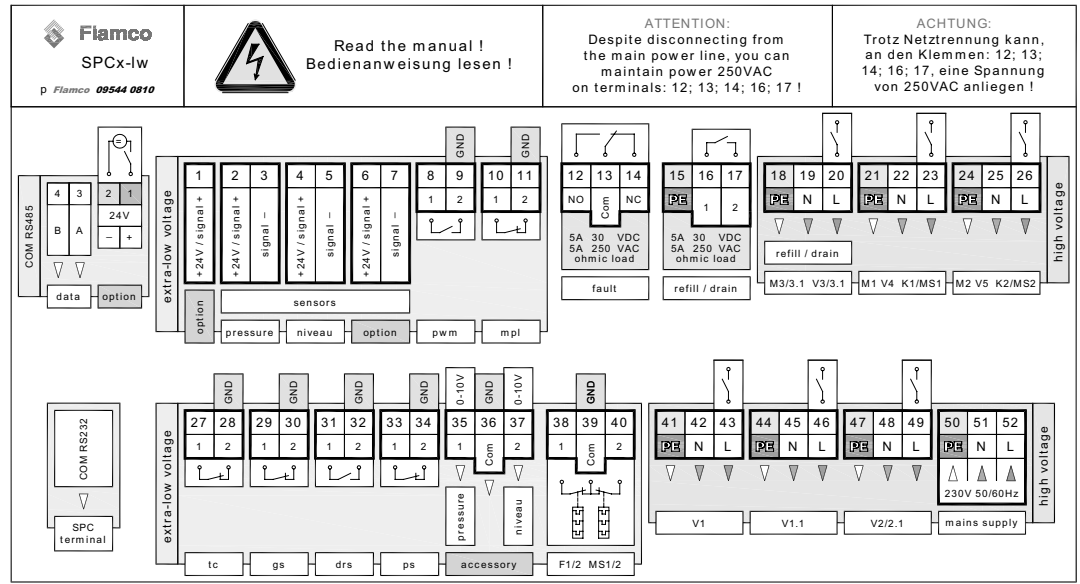 Flamco
SPCx-lw
p Flamco 09544 0810
Read the manual !
Bedienanweisung lesen !
ATTENTION:
Despite disconnecting from
the main power line, you can
maintain power 250VAC
on terminals: 12; 13; 14; 16; 17 !
ACHTUNG:
Trotz Netztrennung kann,
an den Klemmen: 12; 13;
14; 16; 17, eine Spannung
von 250VAC anliegen !
COM RS485
4 3
B A
data
2 1
24V
– +
option
extra-low voltage
1 2 3 4 5 6 7
+ 24V / signal +
+ 24V / signal +
signal –
+ 24V / signal +
signal –
+ 24V / signal +
signal –
option
sensors
pressure niveau option
GND
8 9
1 2
pwm
GND
10 11
1 2
mpl
12 13 14
NO Com NC
5A 30 VDC
5A 250 VAC
ohmic load
fault
15 16 17
PE 1 2
5A 30 VDC
5A 250 VAC
ohmic load
refill / drain
18 19 20
PE N L
refill / drain
M3/3.1 V3/3.1
21 22 23
PE N L
M1 V4 K1/MS1
24 25 26
PE N L
M2 V5 K2/MS2
high voltage
COM RS232
SPC
terminal
extra-low voltage
GND
27 28
1 2
tc
GND
29 30
1 2
gs
GND
31 32
1 2
drs
GND
33 34
1 2
ps
0-10V GND 0-10V
35 36 37
1 Com 2
pressure
niveau
accessory
GND
38 39 40
1 Com 2
F1/2 MS1/2
41 42 43
PE N L
V1
44 45 46
PE N L
V1.1
47 48 49
PE N L
V2/2.1
50 51 52
PE N L
230V 50/60Hz
mains supply
high voltage